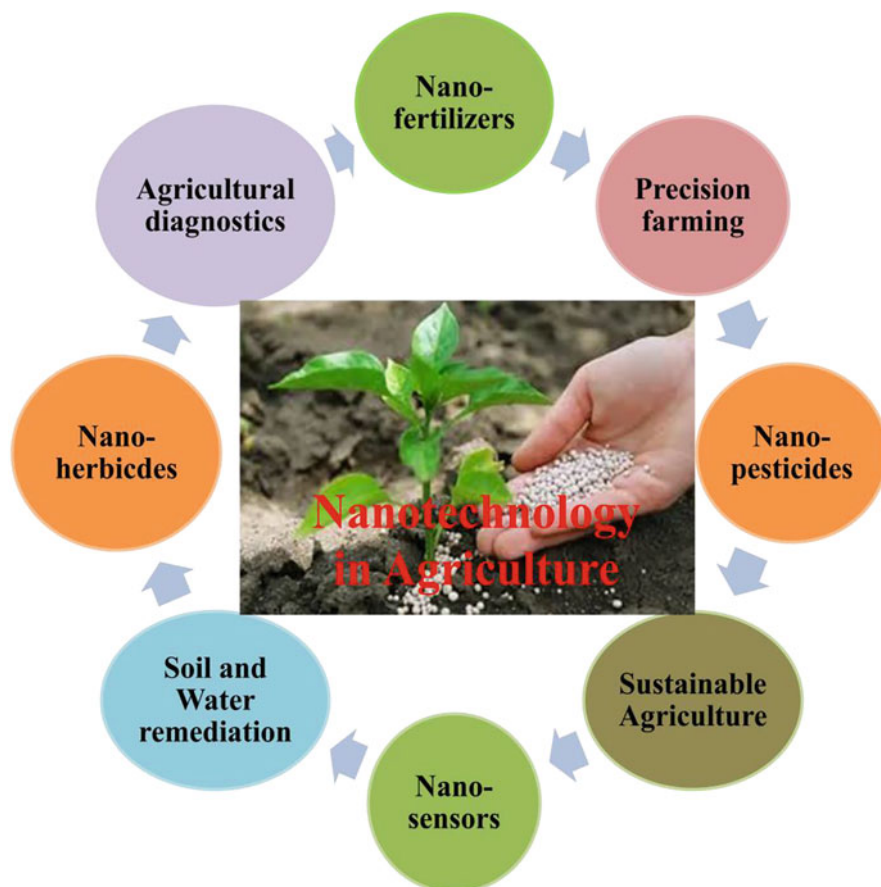 Nano-
fertilizers
Precision
farming
Nano-
pesticides
Sustainable
Agriculture
Nano-
sensors
Soil and
Water
remediation
Nano-
herbicdes
Agricultural
diagnostics
Nanotechnology
in Agriculture